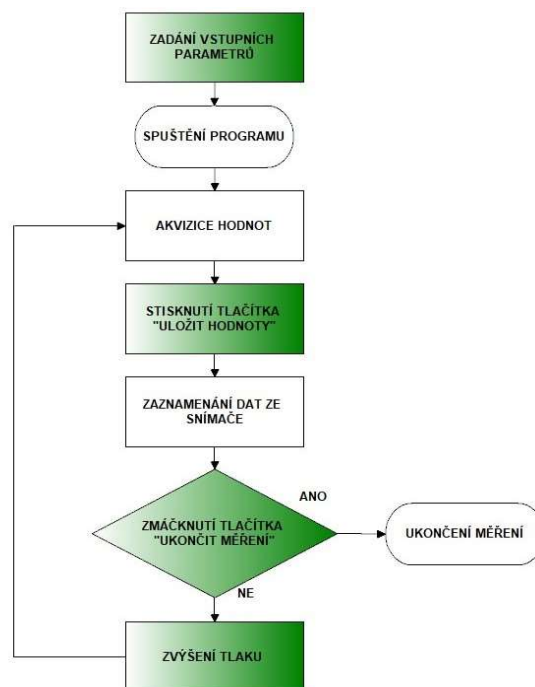 ZADÁNÍ VSTUPNÍCH
PARAMETRŮ
SPUŠTĚNÍ PROGRAMU
AKVIZICE HODNOT
STISKNUTÍ TLAČÍTKA
"ULOŽIT HODNOTY"
ZAZNAMENÁNÍ DAT ZE
SNÍMAČE
ANO
ZMÁČKNUTÍ TLAČÍTKA
"UKONČIT MĚŘENÍ"
UKONČENÍ MĚŘENÍ
NE
ZVÝŠENÍ TLAKU